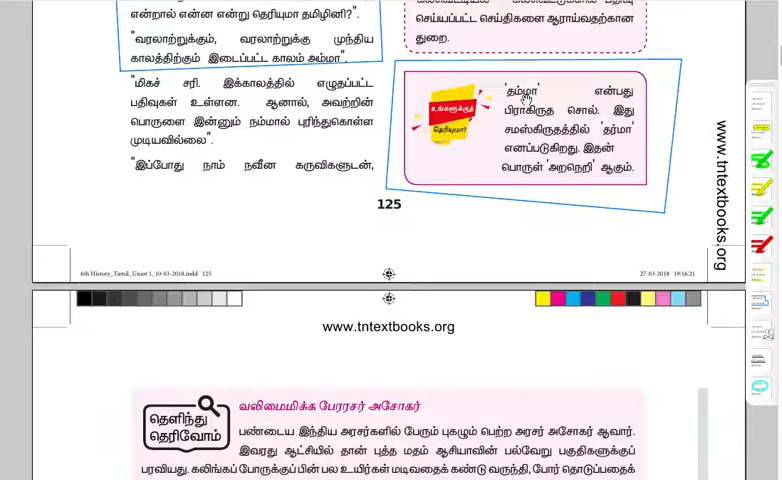 என்றால் என்ன என்று தெரியுமா தமிழினி?".
"வரலாற்றுக்கும், வரலாற்றுக்கு முந்திய
காலத்திற்கும் இடைப்பட்ட காலம் அம்மா".
"மிகச் சரி. இக்காலத்தில் எழுதப்பட்ட
பதிவுகள் உள்ளன. ஆனால், அவற்றின்
பொருளை இன்னும் நம்மால் புரிந்துகொள்ள
முடியவில்லை".
"இப்போது நாம் நவீன கருவிகளுடன்,
செய்யப்பட்ட செய்திகளை ஆராய்வதற்கான
துறை.
உங்களுக்குத்
தெரியுமா?
'தம்மா' என்பது
பிராகிருத சொல். இது
சமஸ்கிருதத்தில் 'தர்மா'
எனப்படுகிறது. இதன்
பொருள் 'அறநெறி' ஆகும்.
125
www.tntextbooks.org
6th History_Tamil_Unist 1_10-03-2018.indd 125
27-03-2018 19:16:21
www.tntextbooks.org
தெளிந்து
தெரிவோம்
வலிமைமிக்க பேரரசர் அசோகர்
பண்டைய இந்திய அரசர்களில் பேரும் புகழும் பெற்ற அரசர் அசோகர் ஆவார்.
இவரது ஆட்சியில் தான் புத்த மதம் ஆசியாவின் பல்வேறு பகுதிகளுக்குப்
பரவியது. கலிங்கப் போருக்குப் பின் பல உயிர்கள் மடிவதைக் கண்டு வருந்தி, போர் தொடுப்பதைக்